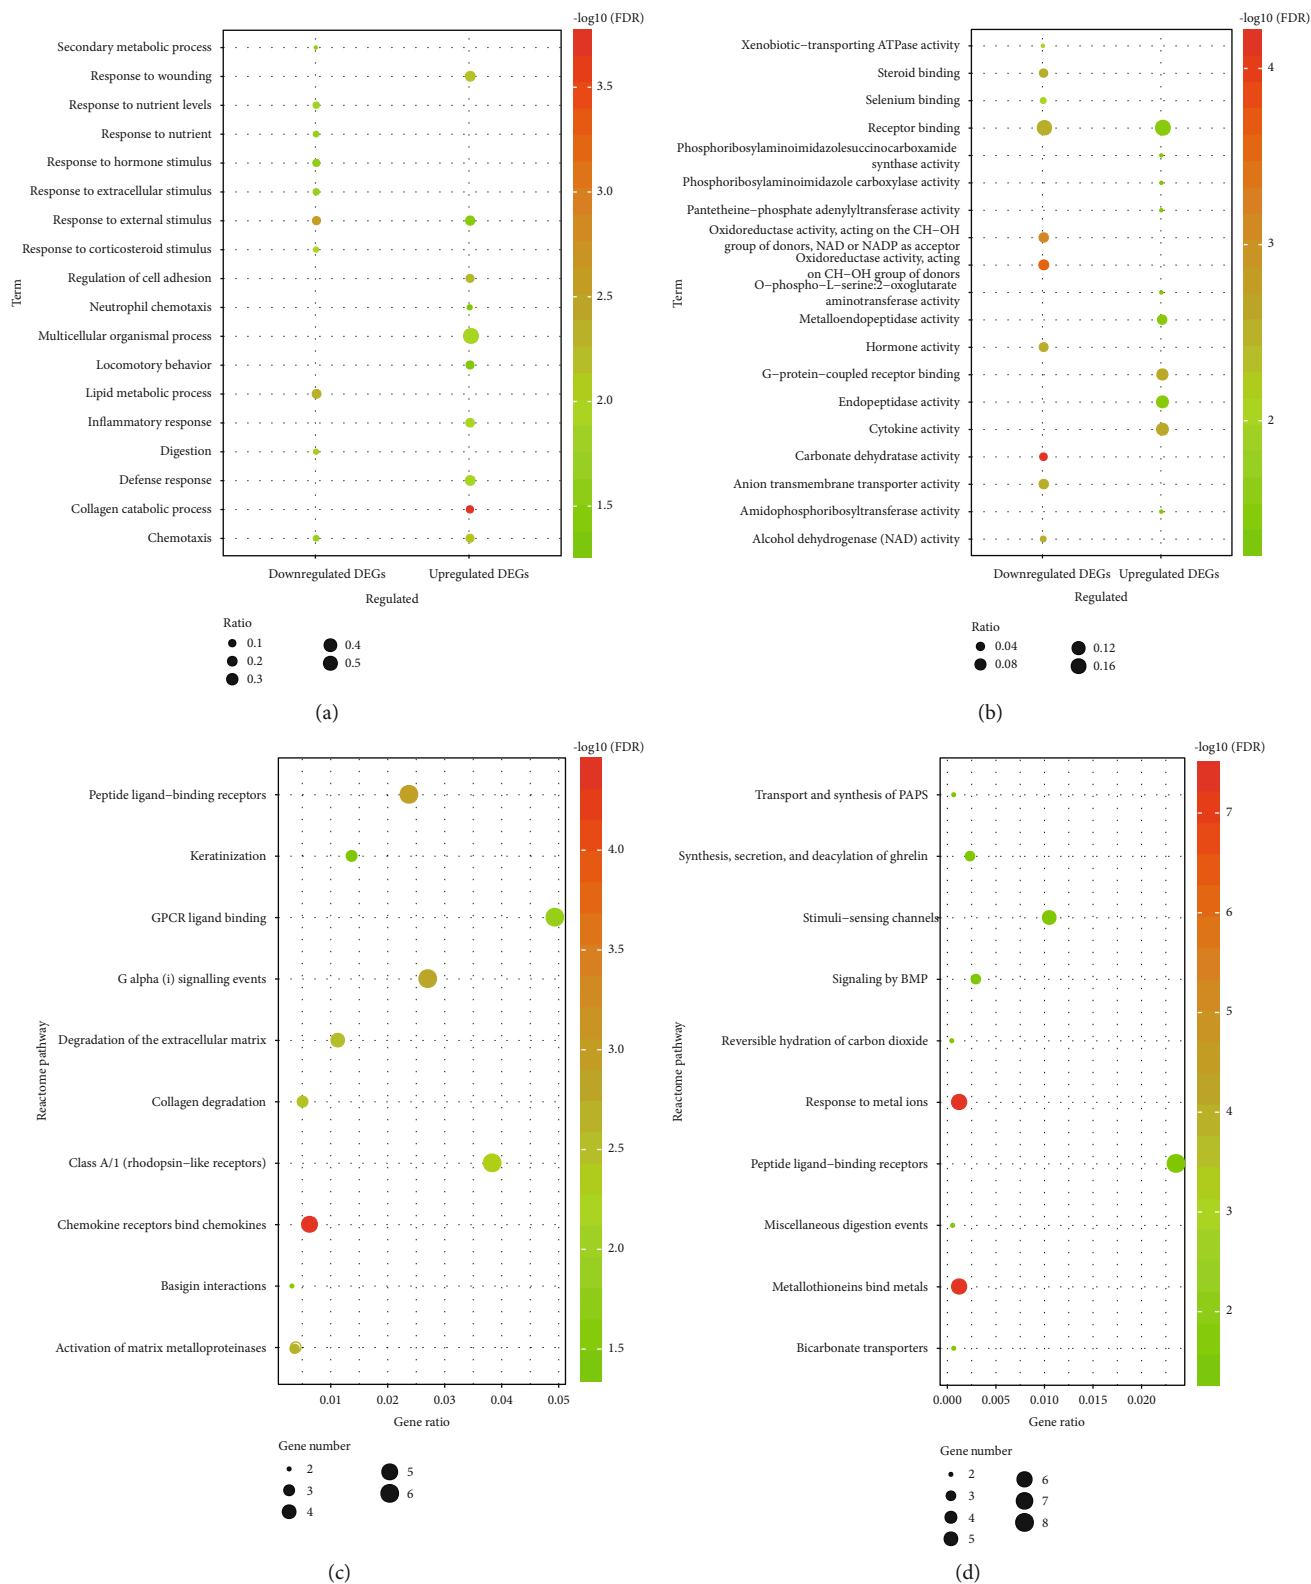 -log10 (FDR)
Secondary metabolic process
Response to wounding
Response to nutrient levels
Response to nutrient
Response to hormone stimulus
Response to extracellular stimulus
Response to external stimulus
Response to corticosteroid stimulus
Regulation of cell adhesion
Neutrophil chemotaxis
Multicellular organismal process
Locomotory behavior
Lipid metabolic process
Inflammatory response
Digestion
Defense response
Collagen catabolic process
Chemotaxis
Term
3.5
3.0
2.5
2.0
1.5
Downregulated DEGs
Upregulated DEGs
Regulated
Ratio
0.1
0.2
0.3
0.4
0.5
(a)
-log10 (FDR)
Xenobiotic−transporting ATPase activity
Steroid binding
Selenium binding
Receptor binding
Phosphoribosylaminoimidazolesuccinocarboxamide
synthase activity
Phosphoribosylaminoimidazole carboxylase activity
Pantetheine−phosphate adenylyltransferase activity
Oxidoreductase activity, acting on the CH−OH
group of donors, NAD or NADP as acceptor
Oxidoreductase activity, acting
on CH−OH group of donors
O−phospho−L−serine:2−oxoglutarate
aminotransferase activity
Metalloendopeptidase activity
Hormone activity
G−protein−coupled receptor binding
Endopeptidase activity
Cytokine activity
Carbonate dehydratase activity
Anion transmembrane transporter activity
Amidophosphoribosyltransferase activity
Alcohol dehydrogenase (NAD) activity
Term
4
3
2
Downregulated DEGs
Upregulated DEGs
Regulated
Ratio
0.04
0.08
0.12
0.16
(b)
-log10 (FDR)
Peptide ligand−binding receptors
Keratinization
GPCR ligand binding
G alpha (i) signalling events
Degradation of the extracellular matrix
Collagen degradation
Class A/1 (rhodopsin−like receptors)
Chemokine receptors bind chemokines
Basigin interactions
Activation of matrix metalloproteinases
Reactome pathway
4.0
3.5
3.0
2.5
2.0
1.5
0.01
0.02
0.03
0.04
0.05
Gene ratio
Gene number
2
3
4
5
6
(c)
-log10 (FDR)
Transport and synthesis of PAPS
Synthesis, secretion, and deacylation of ghrelin
Stimuli−sensing channels
Signaling by BMP
Reversible hydration of carbon dioxide
Response to metal ions
Peptide ligand−binding receptors
Miscellaneous digestion events
Metallothioneins bind metals
Bicarbonate transporters
Reactome pathway
7
6
5
4
3
2
0.000
0.005
0.010
0.015
0.020
Gene ratio
Gene number
2
3
4
5
6
7
8
(d)